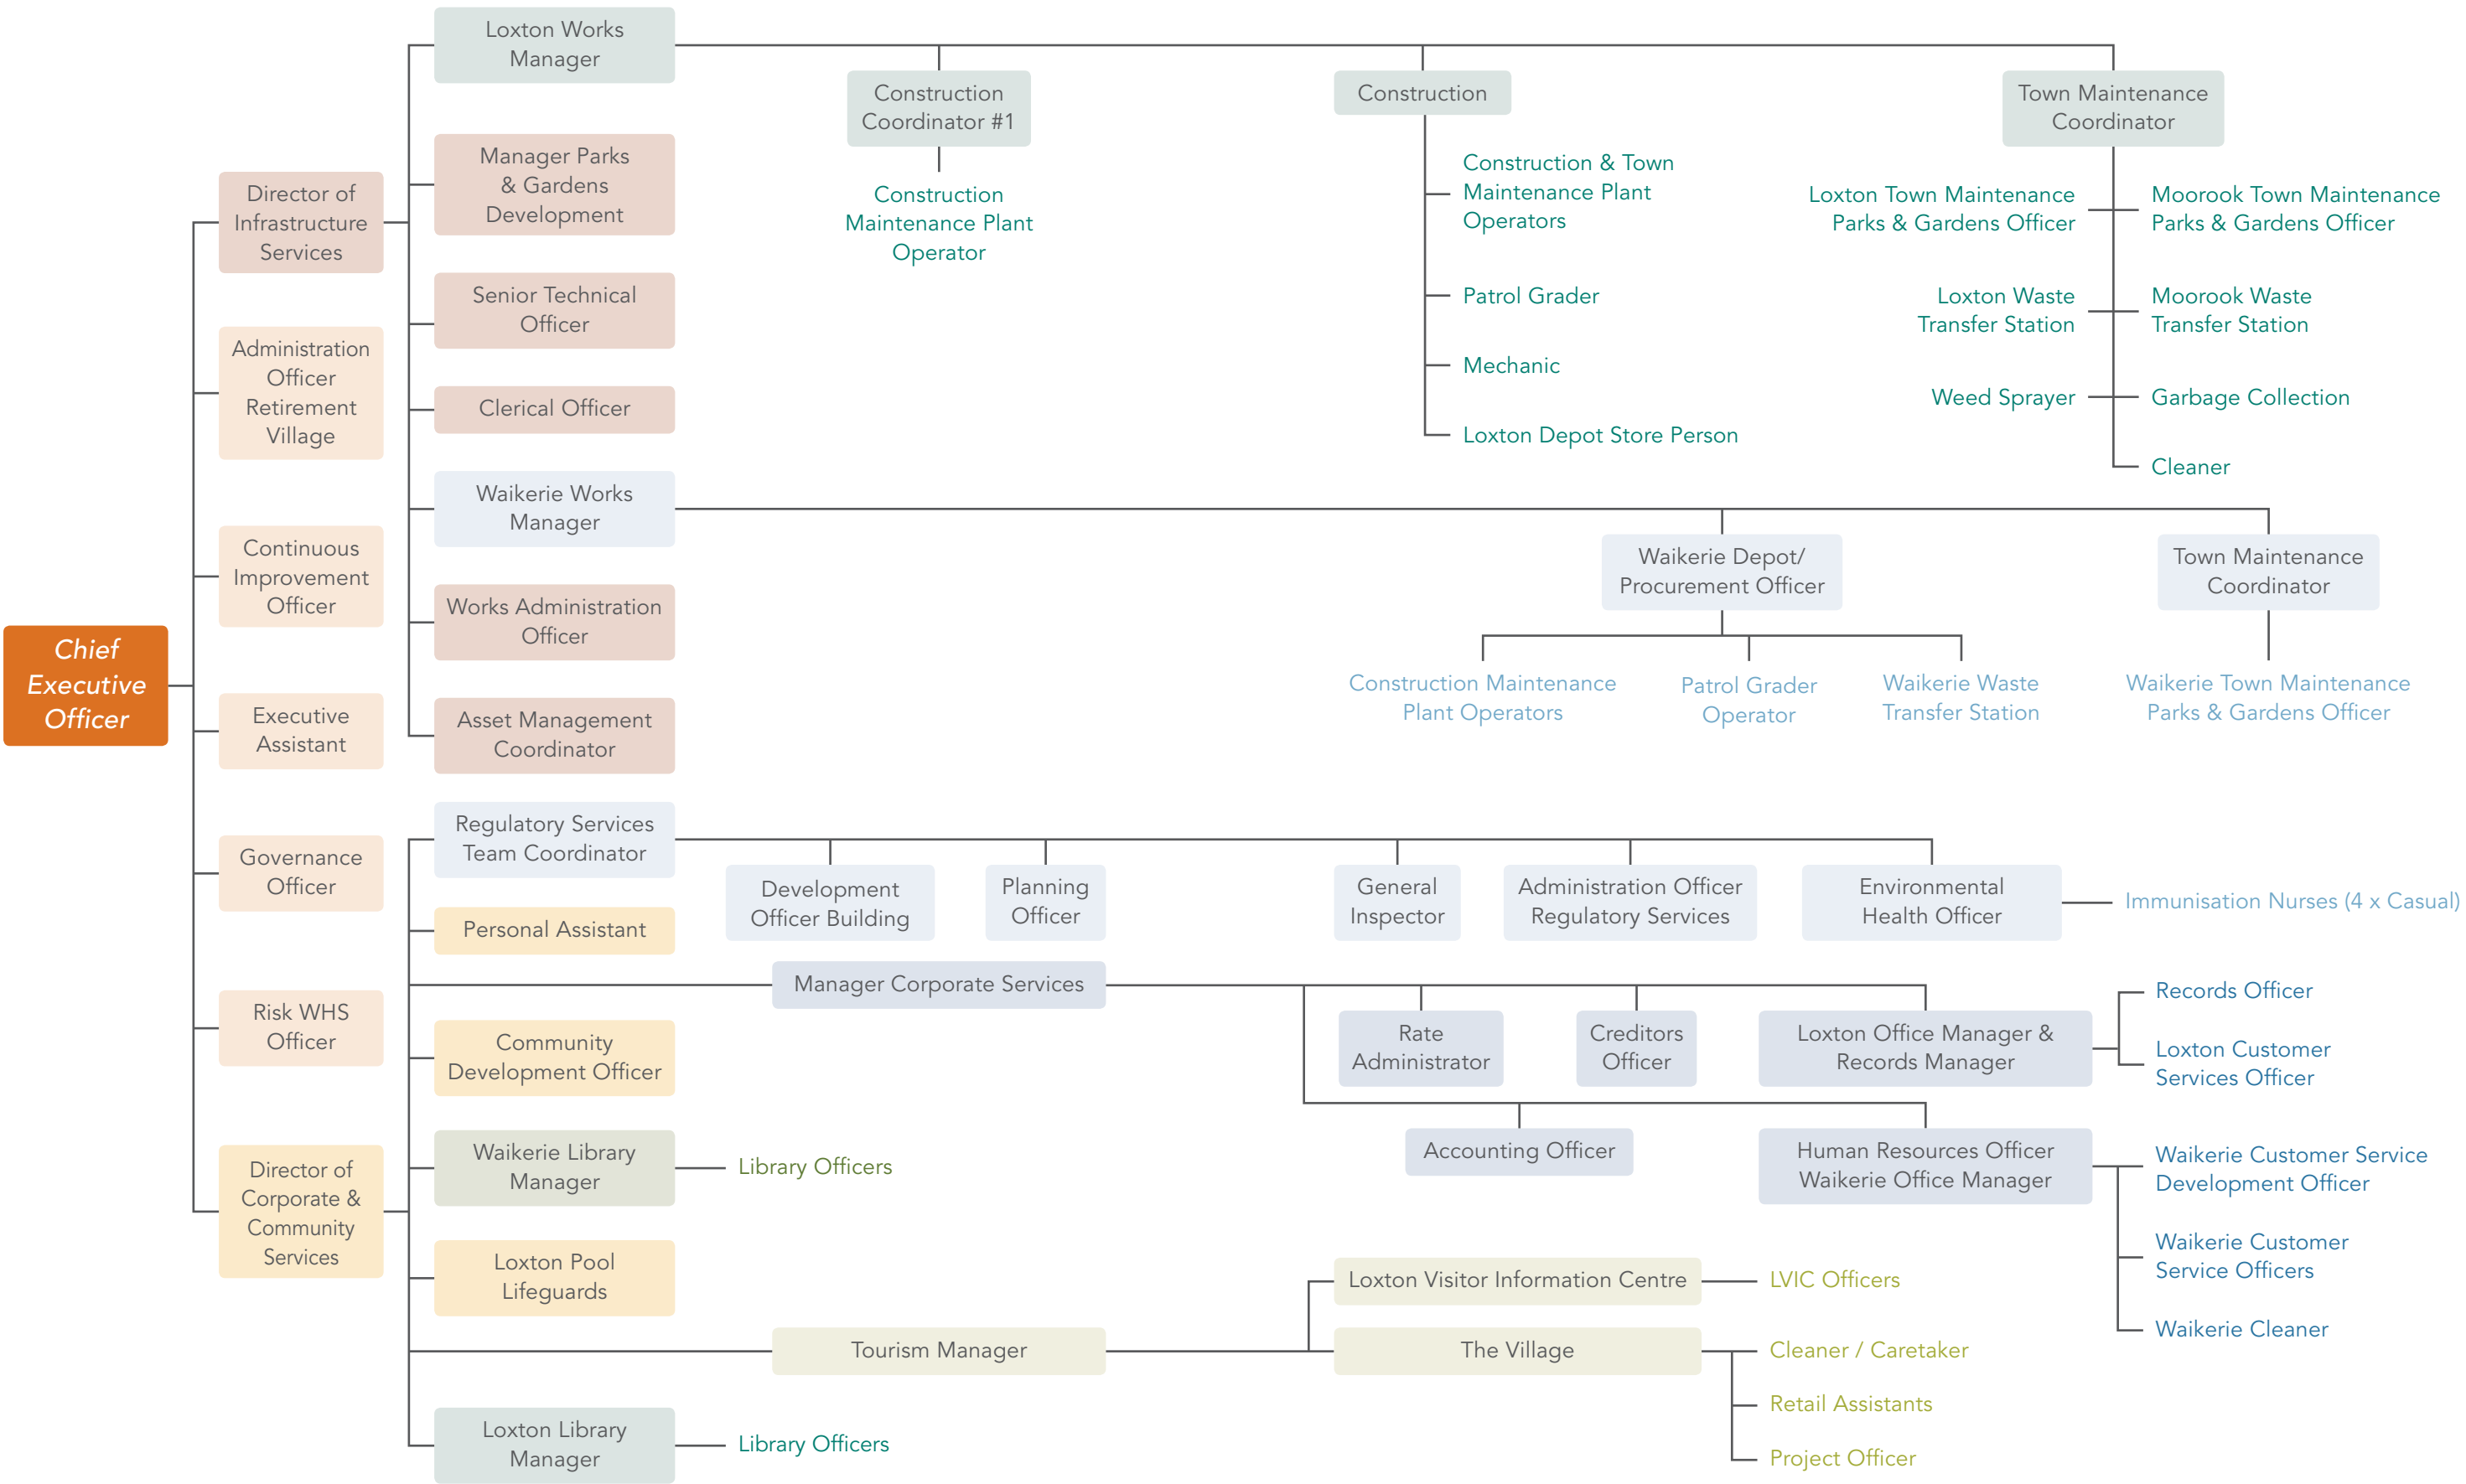 Chief
Executive
Officer
Director of
Infrastructure
Services
Administration
Officer
Retirement
Village
Continuous
Improvement
Officer
Executive
Assistant
Governance
Officer
Risk WHS
Officer
Director of
Corporate &
Community
Services
Loxton Works
Manager
Manager Parks
& Gardens
Development
Senior Technical
Officer
Clerical Officer
Waikerie Works
Manager
Works Administration
Officer
Asset Management
Coordinator
Construction
Coordinator #1
Construction
Maintenance Plant
Operator
Construction
Construction & Town
Maintenance Plant
Operators
Patrol Grader
Mechanic
Loxton Depot Store Person
Town Maintenance
Coordinator
Loxton Town Maintenance
Parks & Gardens Officer
Loxton Waste
Transfer Station
Weed Sprayer
Moorook Town Maintenance
Parks & Gardens Officer
Moorook Waste
Transfer Station
Garbage Collection
Cleaner
Waikerie Depot/
Procurement Officer
Construction Maintenance
Plant Operators
Patrol Grader
Operator
Waikerie Waste
Transfer Station
Town Maintenance
Coordinator
Waikerie Town Maintenance
Parks & Gardens Officer
Regulatory Services
Team Coordinator
Development
Officer Building
Planning
Officer
General
Inspector
Administration Officer
Regulatory Services
Environmental
Health Officer
Immunisation Nurses (4 x Casual)
Personal Assistant
Manager Corporate Services
Rate
Administrator
Creditors
Officer
Loxton Office Manager &
Records Manager
Records Officer
Loxton Customer
Services Officer
Accounting Officer
Human Resources Officer
Waikerie Office Manager
Waikerie Customer Service
Development Officer
Waikerie Customer
Service Officers
Waikerie Cleaner
Community
Development Officer
Waikerie Library
Manager
Library Officers
Loxton Pool
Lifeguards
Tourism Manager
Loxton Visitor Information Centre
LVIC Officers
The Village
Cleaner / Caretaker
Retail Assistants
Project Officer
Loxton Library
Manager
Library Officers